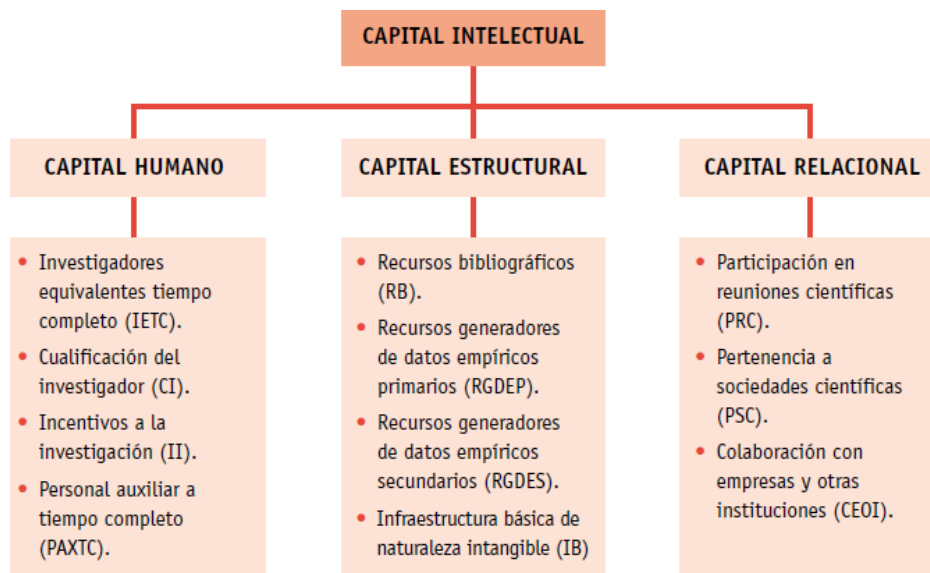 CAPITAL INTELECTUAL
CAPITAL HUMANO
• Investigadores
equivalentes tiempo
completo (IETC).
• Cualificación del
investigador (CI).
• Incentivos a la
investigación (II).
• Personal auxiliar a
tiempo completo
(PAXTC).
CAPITAL ESTRUCTURAL
• Recursos bibliográficos
(RB).
• Recursos generadores
de datos empíricos
primarios (RGDEP).
• Recursos generadores
de datos empíricos
secundarios (RGDES).
• Infraestructura básica de
naturaleza intangible (IB)
CAPITAL RELACIONAL
• Participación en
reuniones científicas
(PRC).
• Pertenencia a
sociedades científicas
(PSC).
• Colaboración con
empresas y otras
instituciones (CEOI).